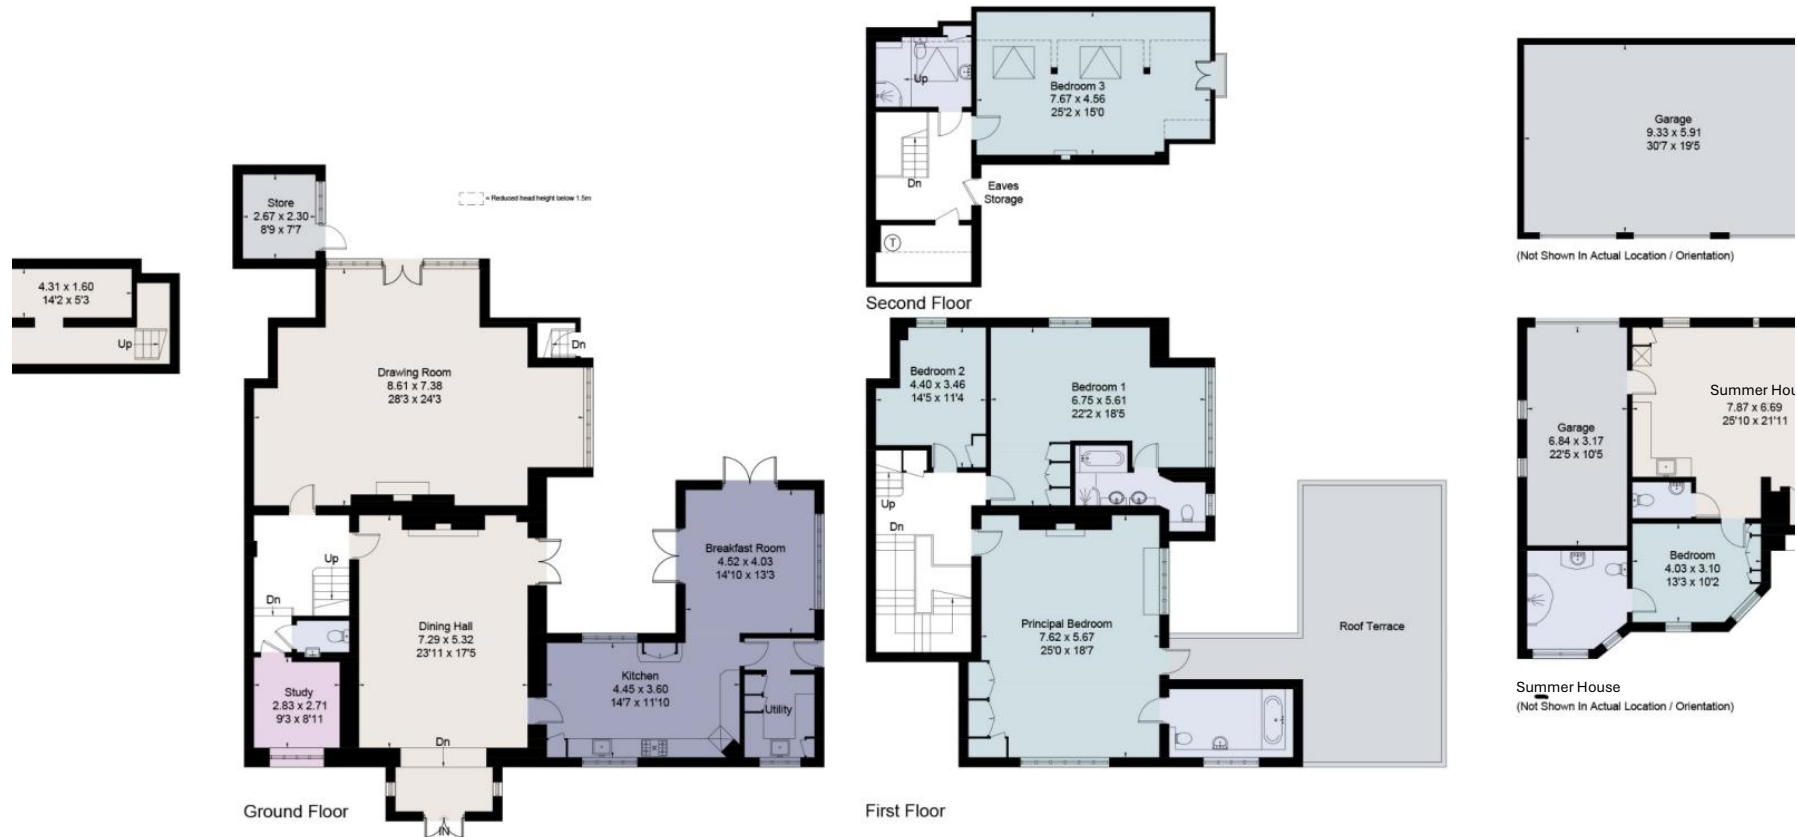 Up
Bedroom 3
7.67 x 4.56
25'2 x 15'0
Dn
Eaves
Storage
T
Second Floor
Garage
9.33 x 5.91
30'7 x 19'5
(Not Shown In Actual Location / Orientation)
Store
2.67 x 2.30
8'9 x 7'7
= Reduced head height below 1.5m
4.31 x 1.60
14'2 x 5'3
Up
Dn
Drawing Room
8.61 x 7.38
28'3 x 24'3
Up
Dn
Dining Hall
7.29 x 5.32
23'11 x 17'5
Dn
IN
Study
2.83 x 2.71
9'3 x 8'11
Breakfast Room
4.52 x 4.03
14'10 x 13'3
Kitchen
4.45 x 3.60
14'7 x 11'10
Utility
Ground Floor
Bedroom 2
4.40 x 3.46
14'5 x 11'4
Bedroom 1
6.75 x 5.61
22'2 x 18'5
Up
Dn
Principal Bedroom
7.62 x 5.67
25'0 x 18'7
Roof Terrace
First Floor
Garage
6.84 x 3.17
22'5 x 10'5
Summer Hou
7.87 x 6.69
25'10 x 21'11
Bedroom
4.03 x 3.10
13'3 x 10'2
Summer House
(Not Shown In Actual Location / Orientation)